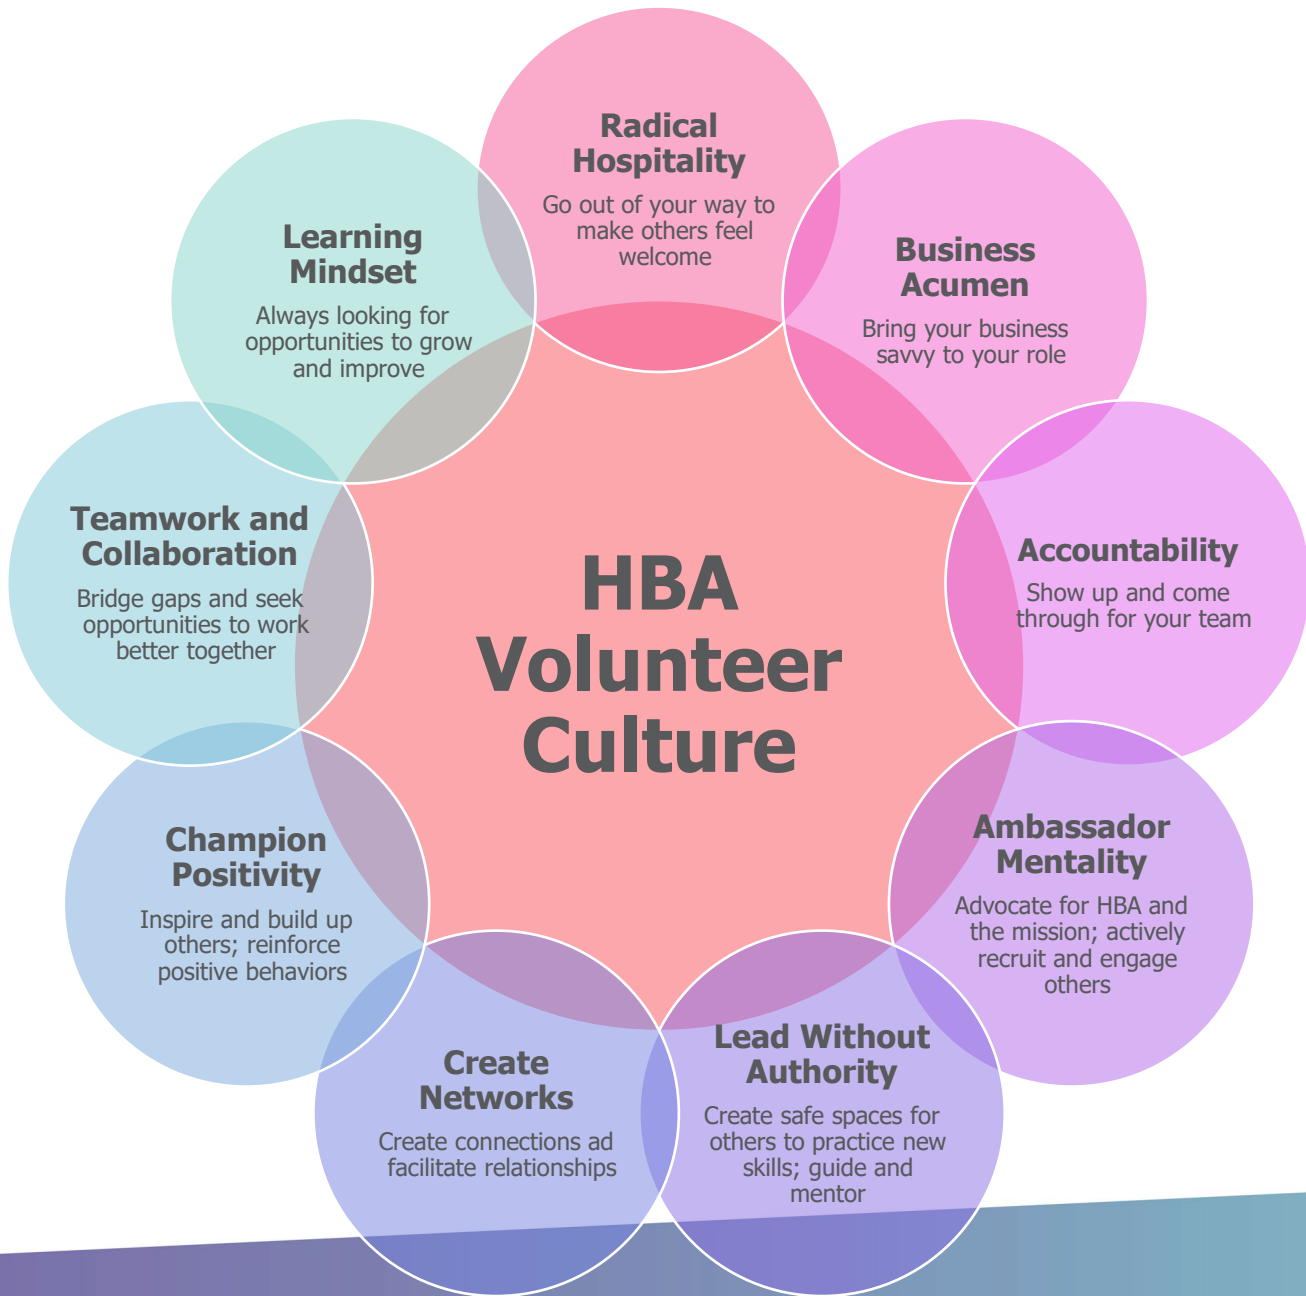 Radical
Hospitality
Go out of your way to
make others feel
welcome
Business
Acumen
Bring your business
savvy to your role
Accountability
Show up and come
through for your team
Ambassador
Mentality
Advocate for HBA and
the mission; actively
recruit and engage
others
Lead Without
Authority
Create safe spaces for
others to practice new
skills; guide and
mentor
Create
Networks
Create connections ad
facilitate relationships
Champion
Positivity
Inspire and build up
others; reinforce
positive behaviors
Teamwork and
Collaboration
Bridge gaps and seek
opportunities to work
better together
Learning
Mindset
Always looking for
opportunities to grow
and improve
HBA
Volunteer
Culture